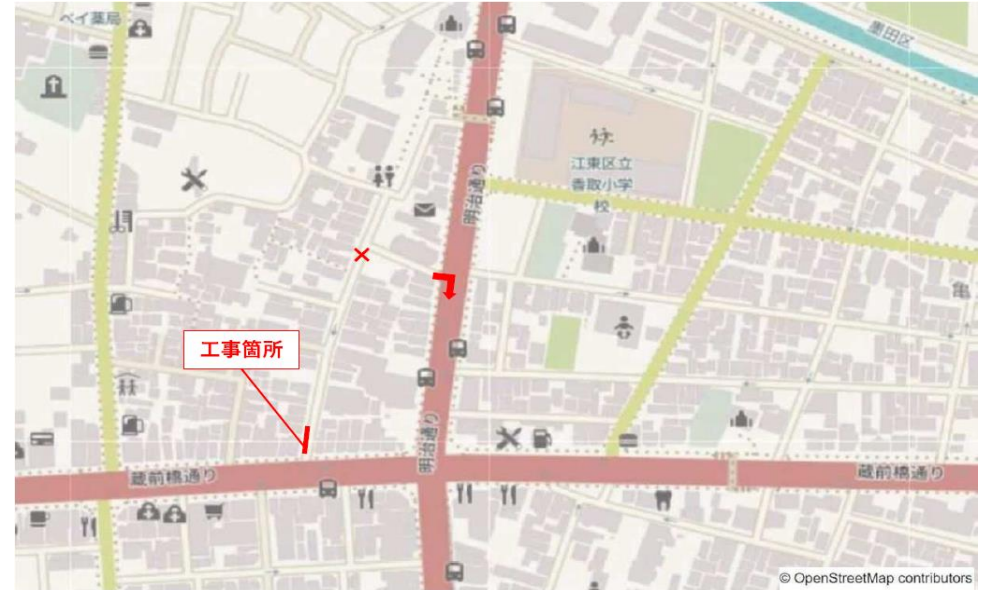 ベイ薬局
墨田区
江東区立
香取小学
校
明治通り
亀
工事箇所
明治通り
蔵前橋通り
蔵前橋通り
© OpenStreetMap contributors